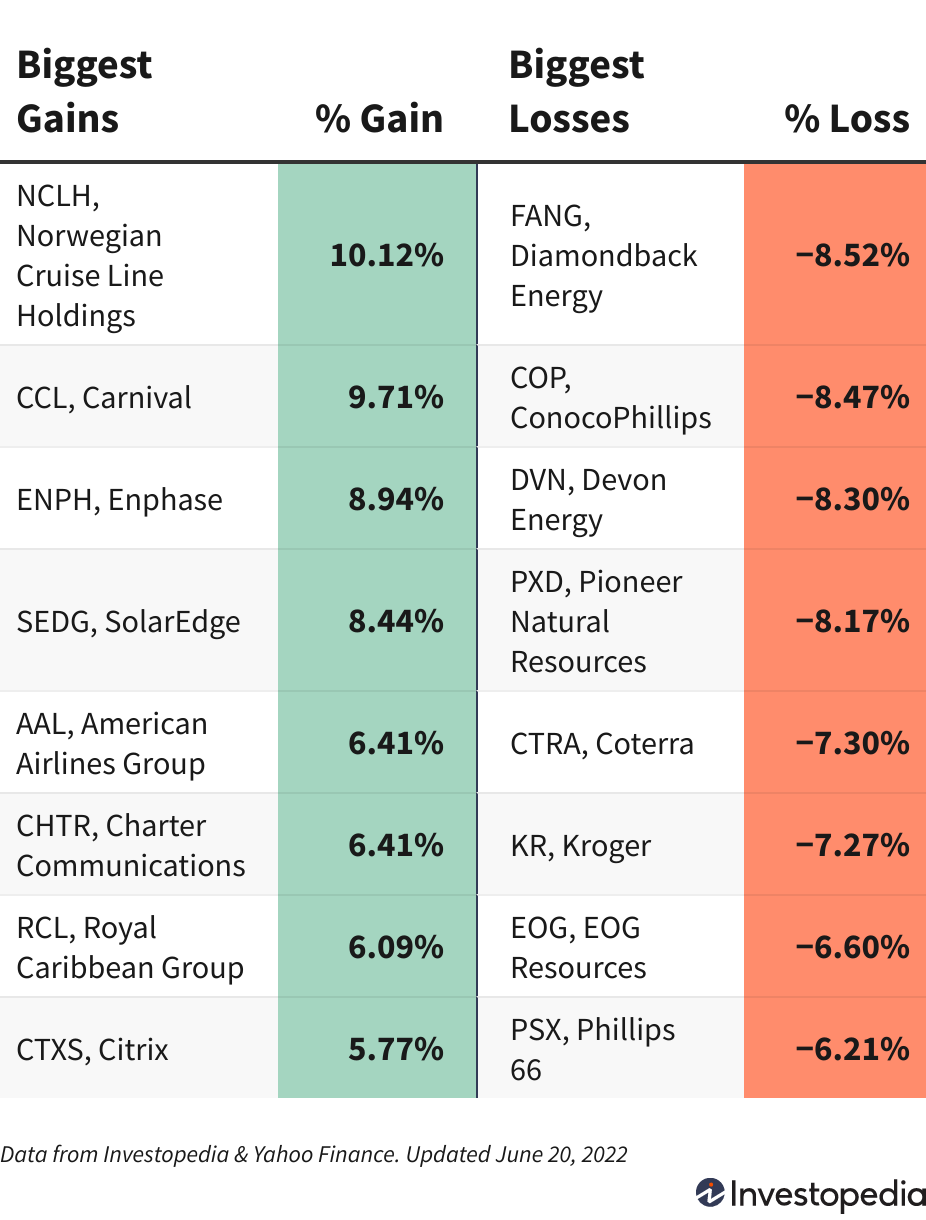 Biggest
Gains
% Gain
Biggest
Losses
% Loss
NCLH,
Norwegian
Cruise Line
Holdings
10.12%
FANG,
Diamondback
Energy
−8.52%
CCL, Carnival
9.71%
COP,
ConocoPhillips
−8.47%
ENPH, Enphase
8.94%
DVN, Devon
Energy
−8.30%
SEDG, SolarEdge
8.44%
PXD, Pioneer
Natural
Resources
−8.17%
AAL, American
Airlines Group
6.41%
CTRA, Coterra
−7.30%
CHTR, Charter
Communications
6.41%
KR, Kroger
−7.27%
RCL, Royal
Caribbean Group
6.09%
EOG, EOG
Resources
−6.60%
CTXS, Citrix
5.77%
PSX, Phillips
66
−6.21%
Data from Investopedia & Yahoo Finance. Updated June 20, 2022
Investopedia